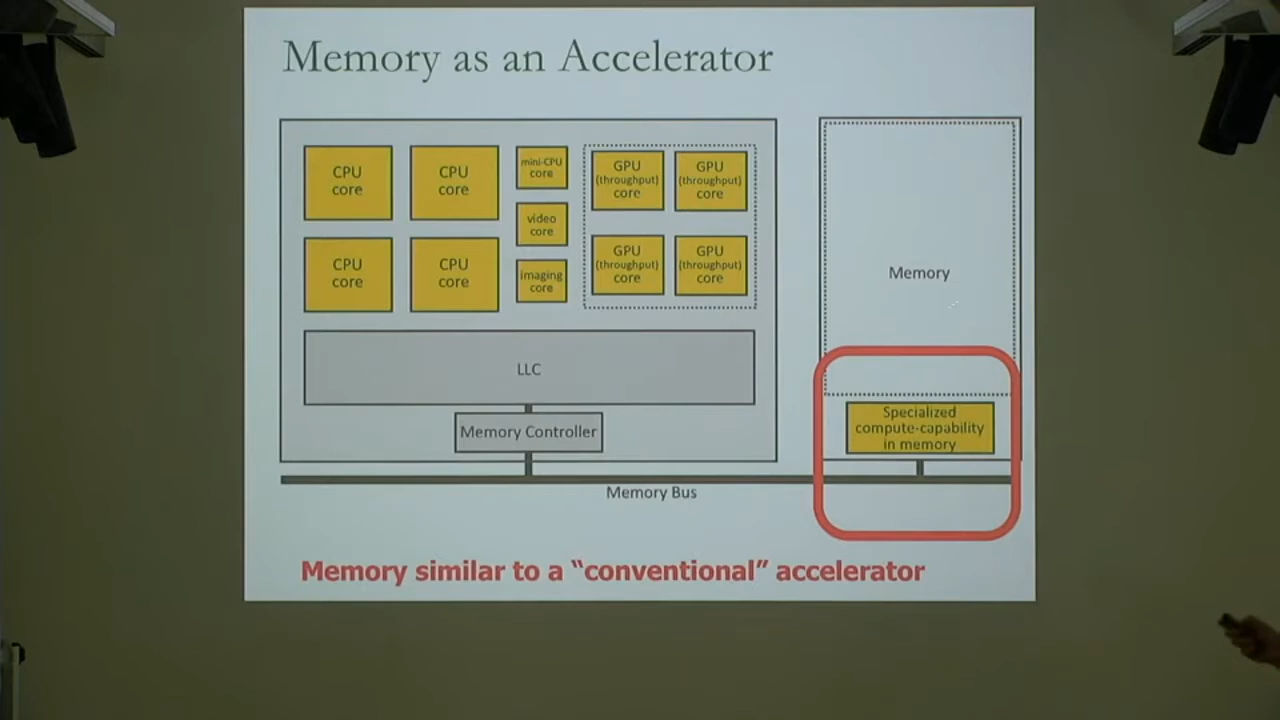 Memory as an Accelerator
CPU
core
CPU
core
mini-CPU
core
video
core
GPU
(throughput)
core
GPU
(throughput)
core
CPU
core
CPU
core
imaging
core
GPU
(throughput)
core
GPU
(throughput)
core
LLC
Memory Controller
Memory Bus
Memory
Specialized
compute-capability
in memory
Memory similar to a “conventional” accelerator